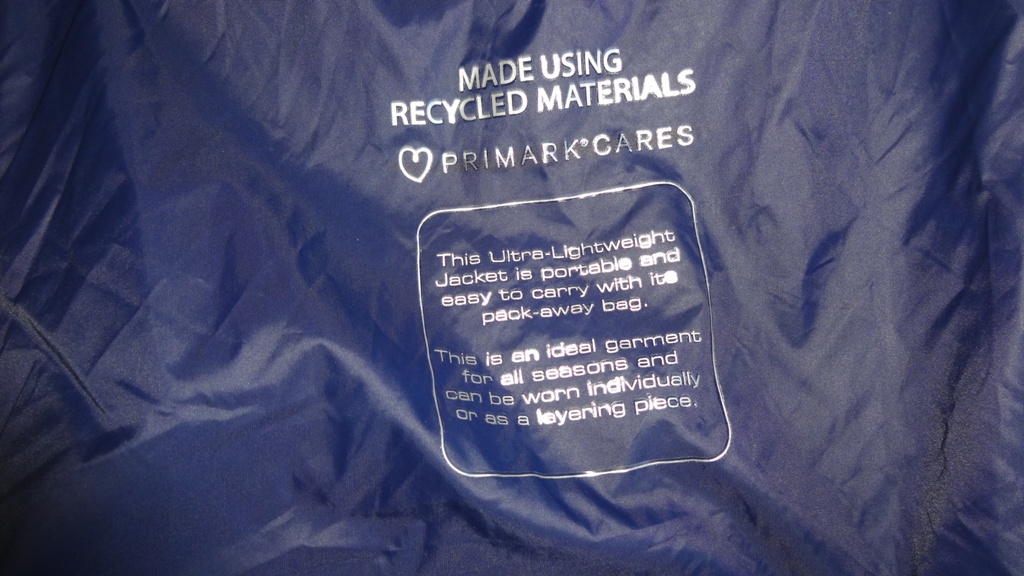 MADE USING
RECYCLED MATERIALS
PRIMARK®CARES
This Ultra-Lightweight
Jacket is portable and
easy to carry with its
pack-away bag.
This is an ideal garment
for all seasons and
can be worn individually
or as a layering piece.